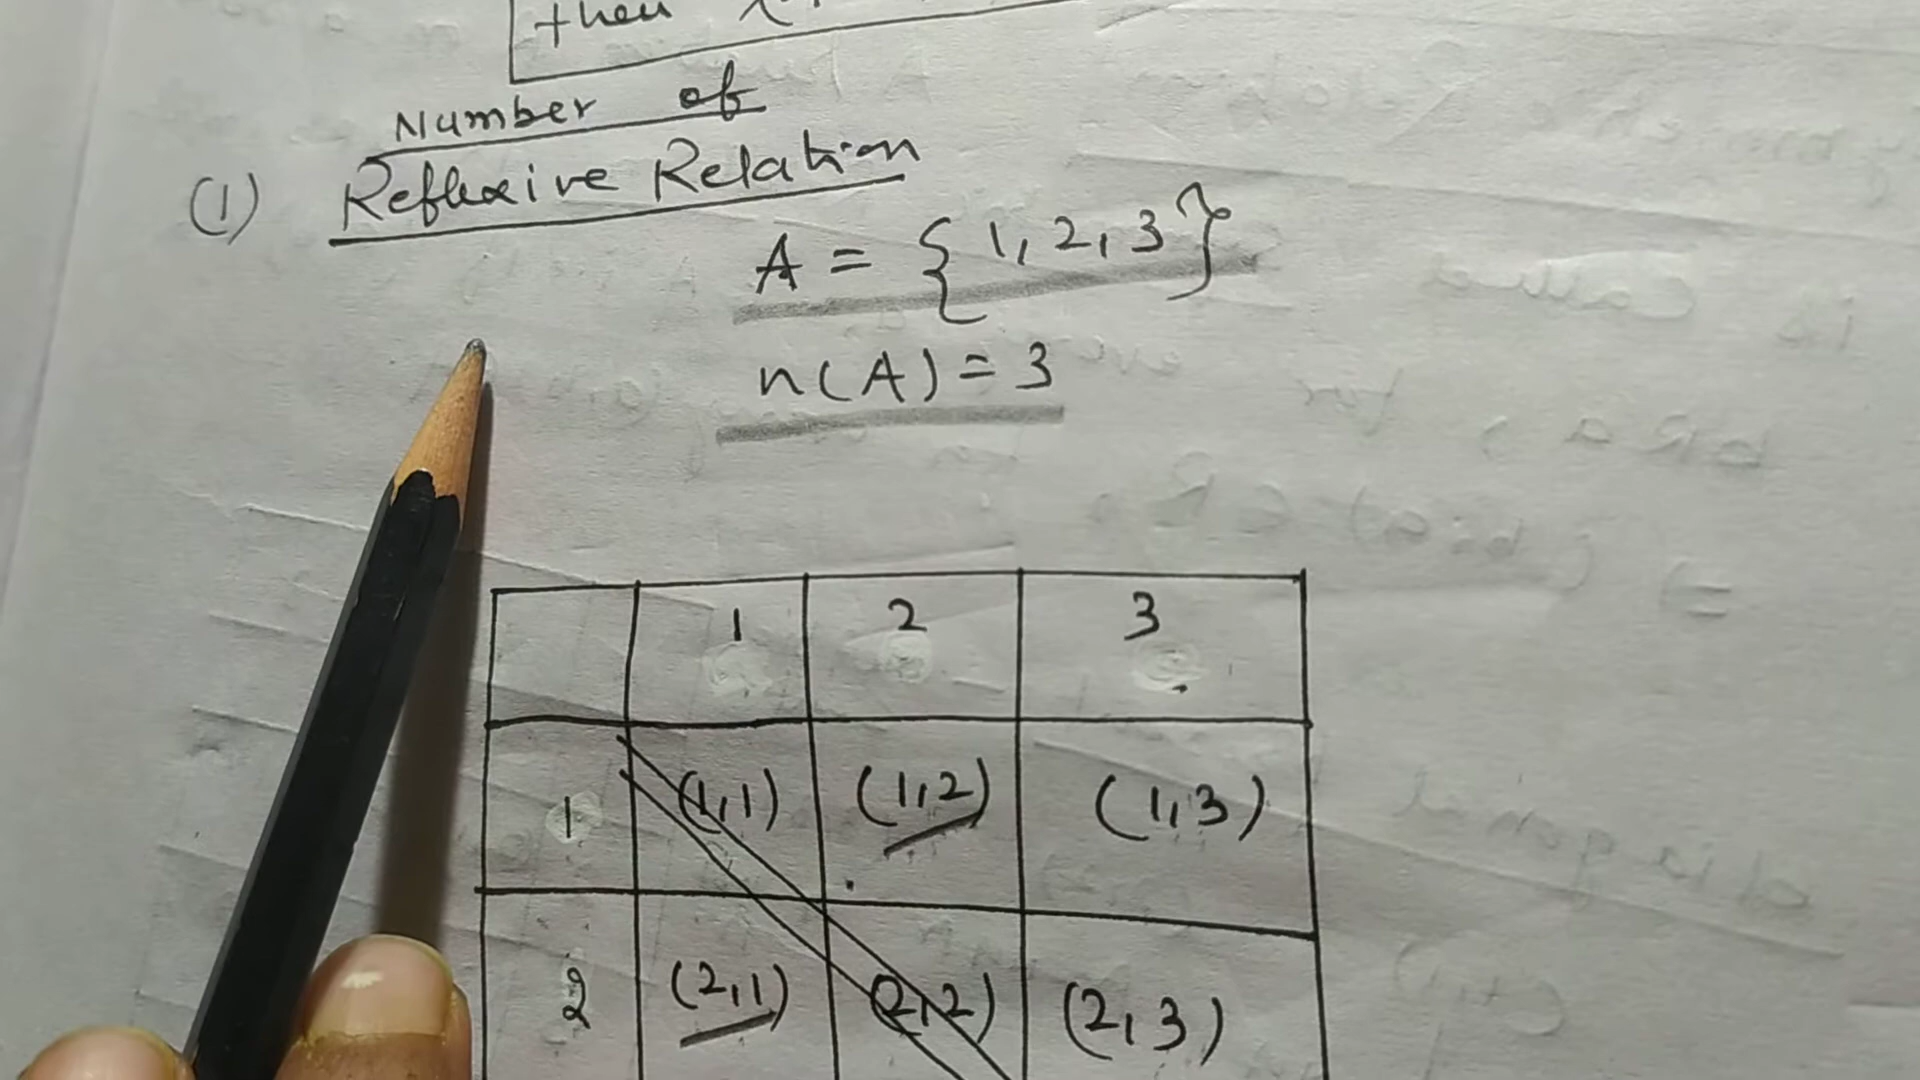 then
Number of
(1) Reflexive Relation
A = {1, 2, 3}
n(A) = 3
1 2 3
1 (1,1) (1,2) (1,3)
2 (2,1) (2,2) (2,3)